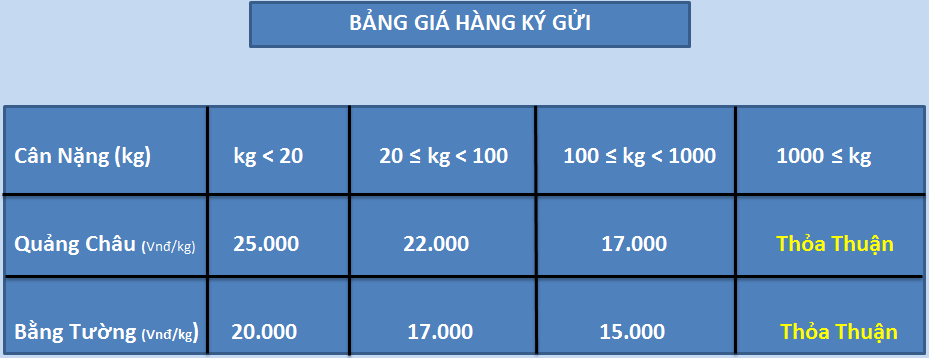 BẢNG GIÁ HÀNG KÝ GỬI
Cân Nặng (kg) kg < 20 20 ≤ kg < 100 100 ≤ kg < 1000 1000 ≤ kg
Quảng Châu (Vnđ/kg) 25.000 22.000 17.000 Thỏa Thuận
Bằng Tường (Vnđ/kg) 20.000 17.000 15.000 Thỏa Thuận